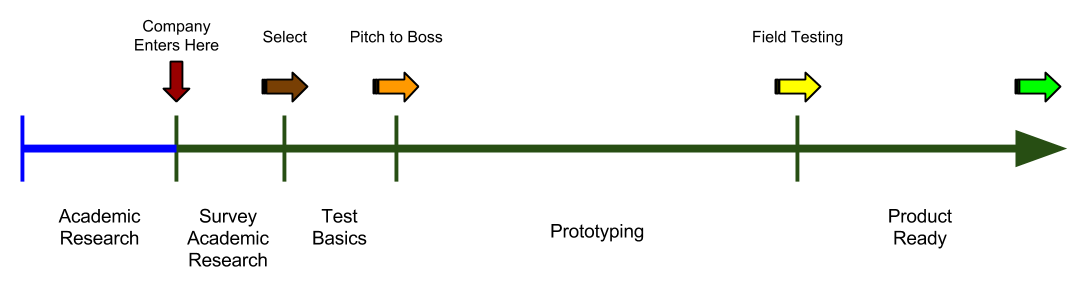 Company
Enters Here
Select
Pitch to Boss
Field Testing
Academic
Research
Survey
Academic
Research
Test
Basics
Prototyping
Product
Ready